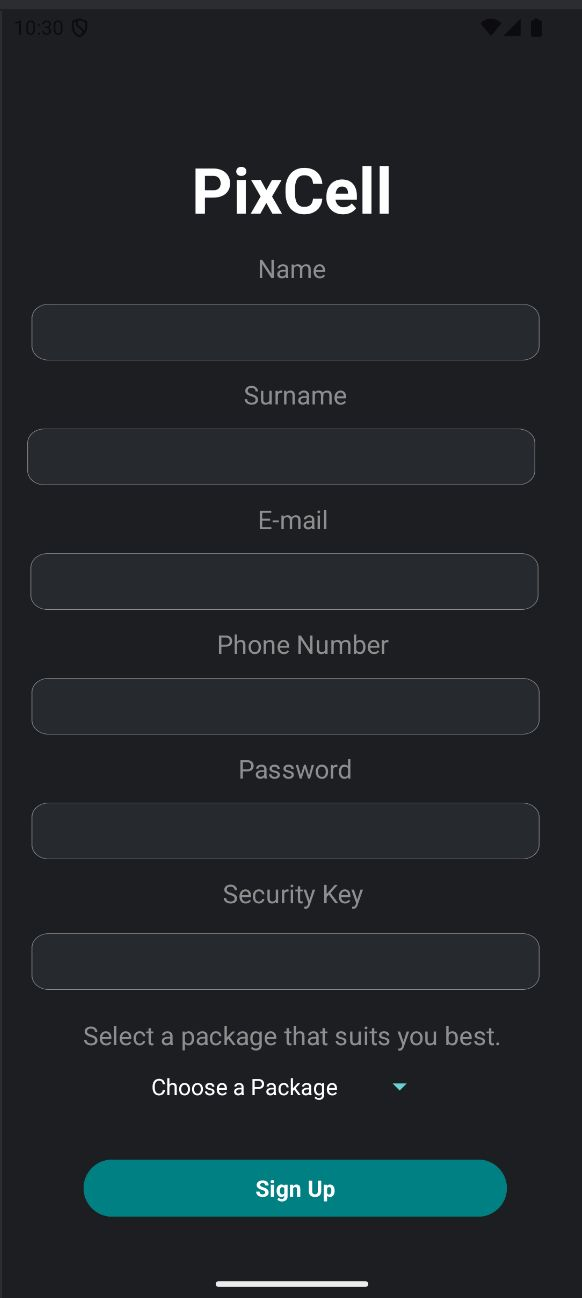 10:30
PixCell
Name
Surname
E-mail
Phone Number
Password
Security Key
Select a package that suits you best.
Choose a Package
Sign Up